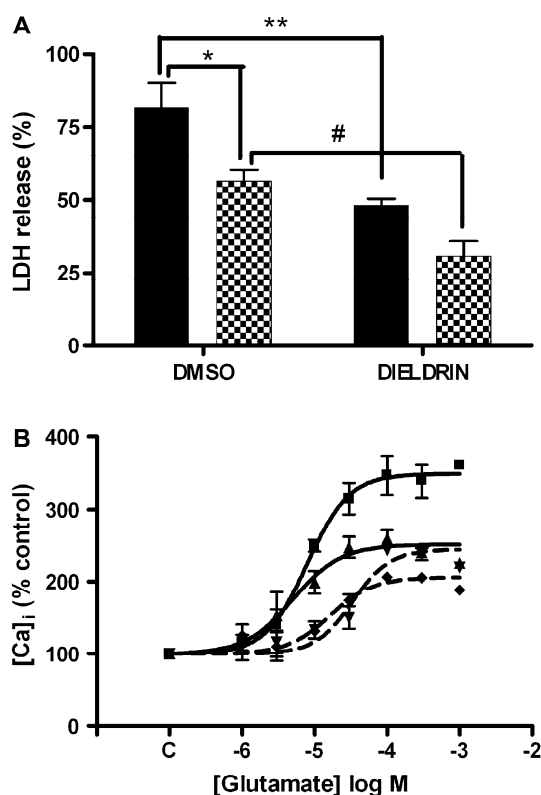 A
**
*
#
100
75
50
25
0
LDH release (%)
DMSO DIELDRIN
B
400
300
200
100
0
[Ca]i (% control)
C -6 -5 -4 -3 -2
[Glutamate] log M